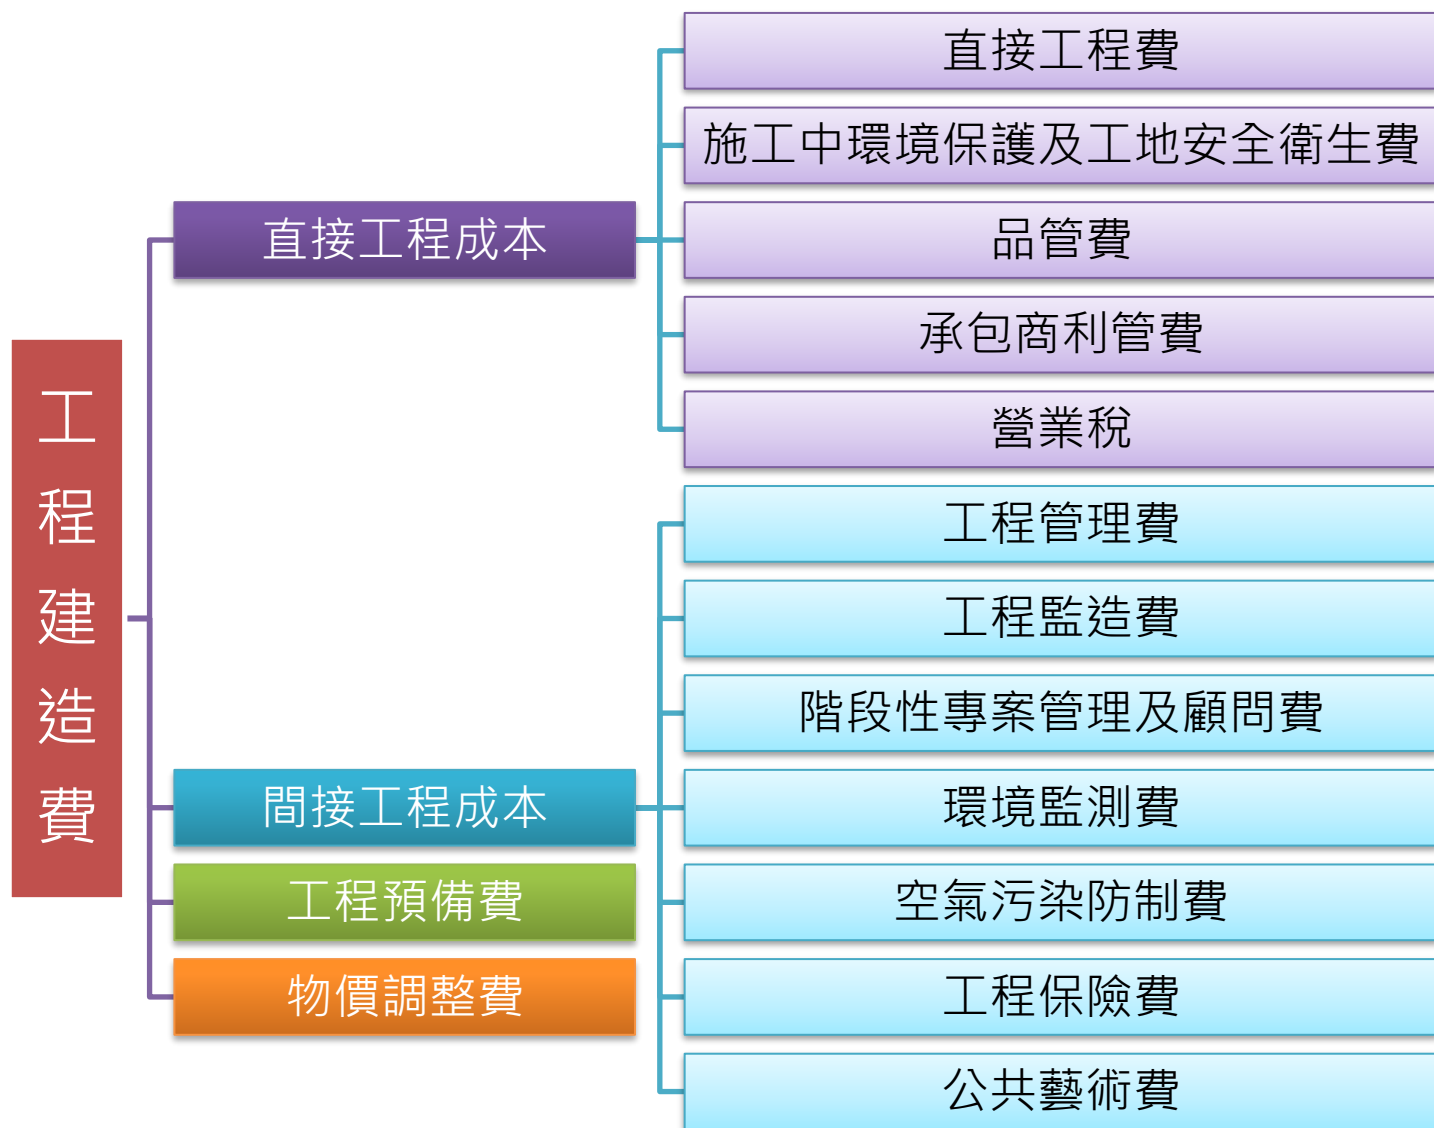 工程建造費
直接工程成本
直接工程費
施工中環境保護及工地安全衛生費
品管費
承包商利管費
營業稅
間接工程成本
工程管理費
工程監造費
階段性專案管理及顧問費
環境監測費
空氣污染防制費
工程保險費
公共藝術費
工程預備費
物價調整費